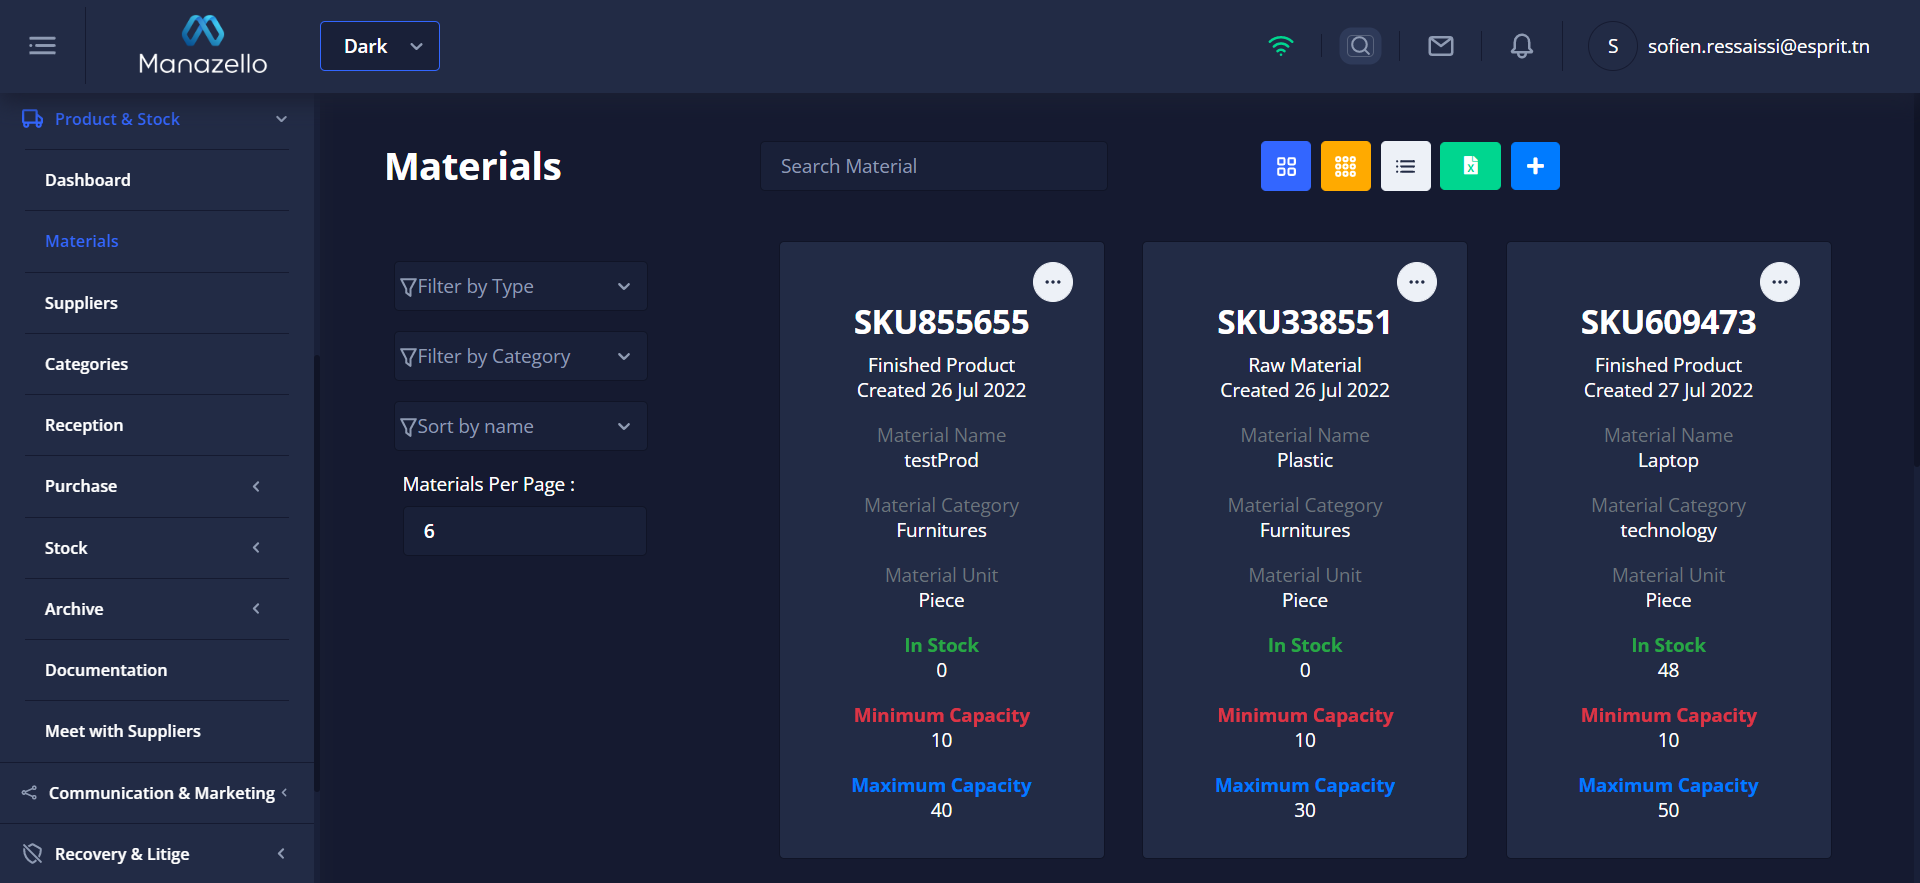 Manazello
Dark
S
sofien.ressaissi@esprit.tn
Product & Stock
Dashboard
Materials
Suppliers
Categories
Reception
Purchase
Stock
Archive
Documentation
Meet with Suppliers
Communication & Marketing
Recovery & Litige
Materials
Search Material
Filter by Type
Filter by Category
Sort by name
Materials Per Page :
6
SKU855655
Finished Product
Created 26 Jul 2022
Material Name
testProd
Material Category
Furnitures
Material Unit
Piece
In Stock
0
Minimum Capacity
10
Maximum Capacity
40
SKU338551
Raw Material
Created 26 Jul 2022
Material Name
Plastic
Material Category
Furnitures
Material Unit
Piece
In Stock
0
Minimum Capacity
10
Maximum Capacity
30
SKU609473
Finished Product
Created 27 Jul 2022
Material Name
Laptop
Material Category
technology
Material Unit
Piece
In Stock
48
Minimum Capacity
10
Maximum Capacity
50